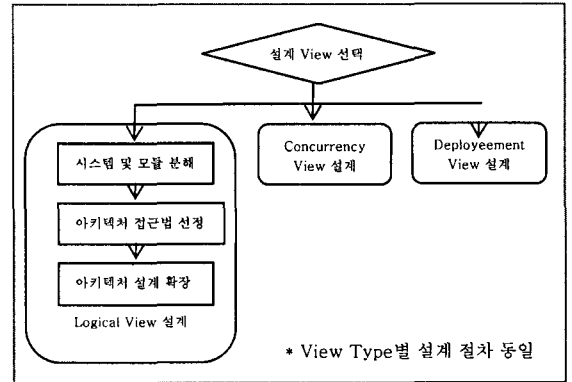 설계 View 선택
시스템 및 모듈 분해
아키텍처 접근법 선정
아키텍처 설계 확장
Logical View 설계
Concurrency
View 설계
Deployeement
View 설계
* View Type별 설계 절차 동일